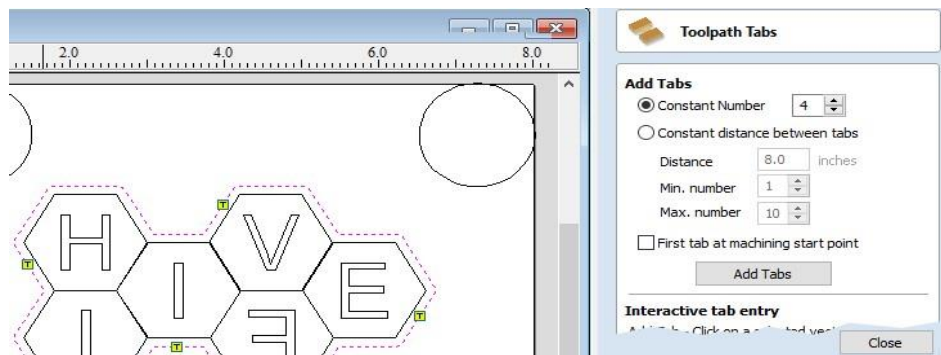 2.0 4.0 6.0 8.0
H
I
V
E
T
T
T
T
Toolpath Tabs
Add Tabs
Constant Number 4
Constant distance between tabs
Distance 8.0 inches
Min. number 1
Max. number 10
First tab at machining start point
Add Tabs
Interactive tab entry
Close